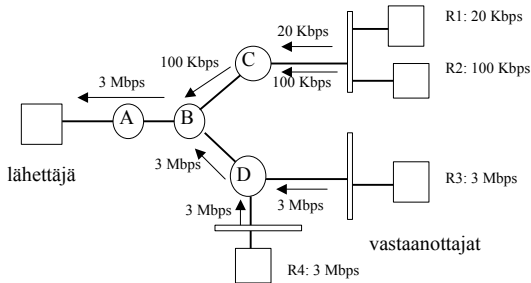 20 Kbps
R1: 20 Kbps
C
100 Kbps
100 Kbps
R2: 100 Kbps
3 Mbps
A
B
lähettäjä
3 Mbps
D
3 Mbps
R3: 3 Mbps
3 Mbps
vastaanottajat
R4: 3 Mbps